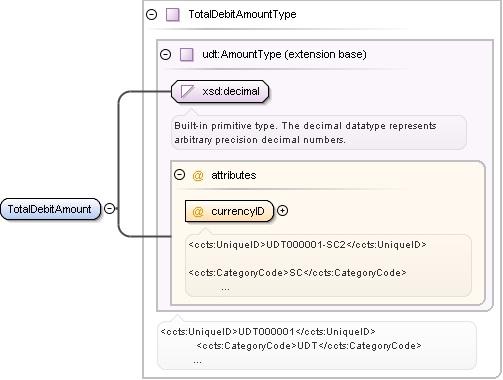 TotalDebitAmountType
udt:AmountType (extension base)
xsd:decimal
Built-in primitive type. The decimal datatype represents
arbitrary precision decimal numbers.
@ attributes
TotalDebitAmount
@ currencyID
<ccts:UniqueID>UDT000001-SC2</ccts:UniqueID>
<ccts:CategoryCode>SC</ccts:CategoryCode>
...
<ccts:UniqueID>UDT000001</ccts:UniqueID>
<ccts:CategoryCode>UDT</ccts:CategoryCode>
...